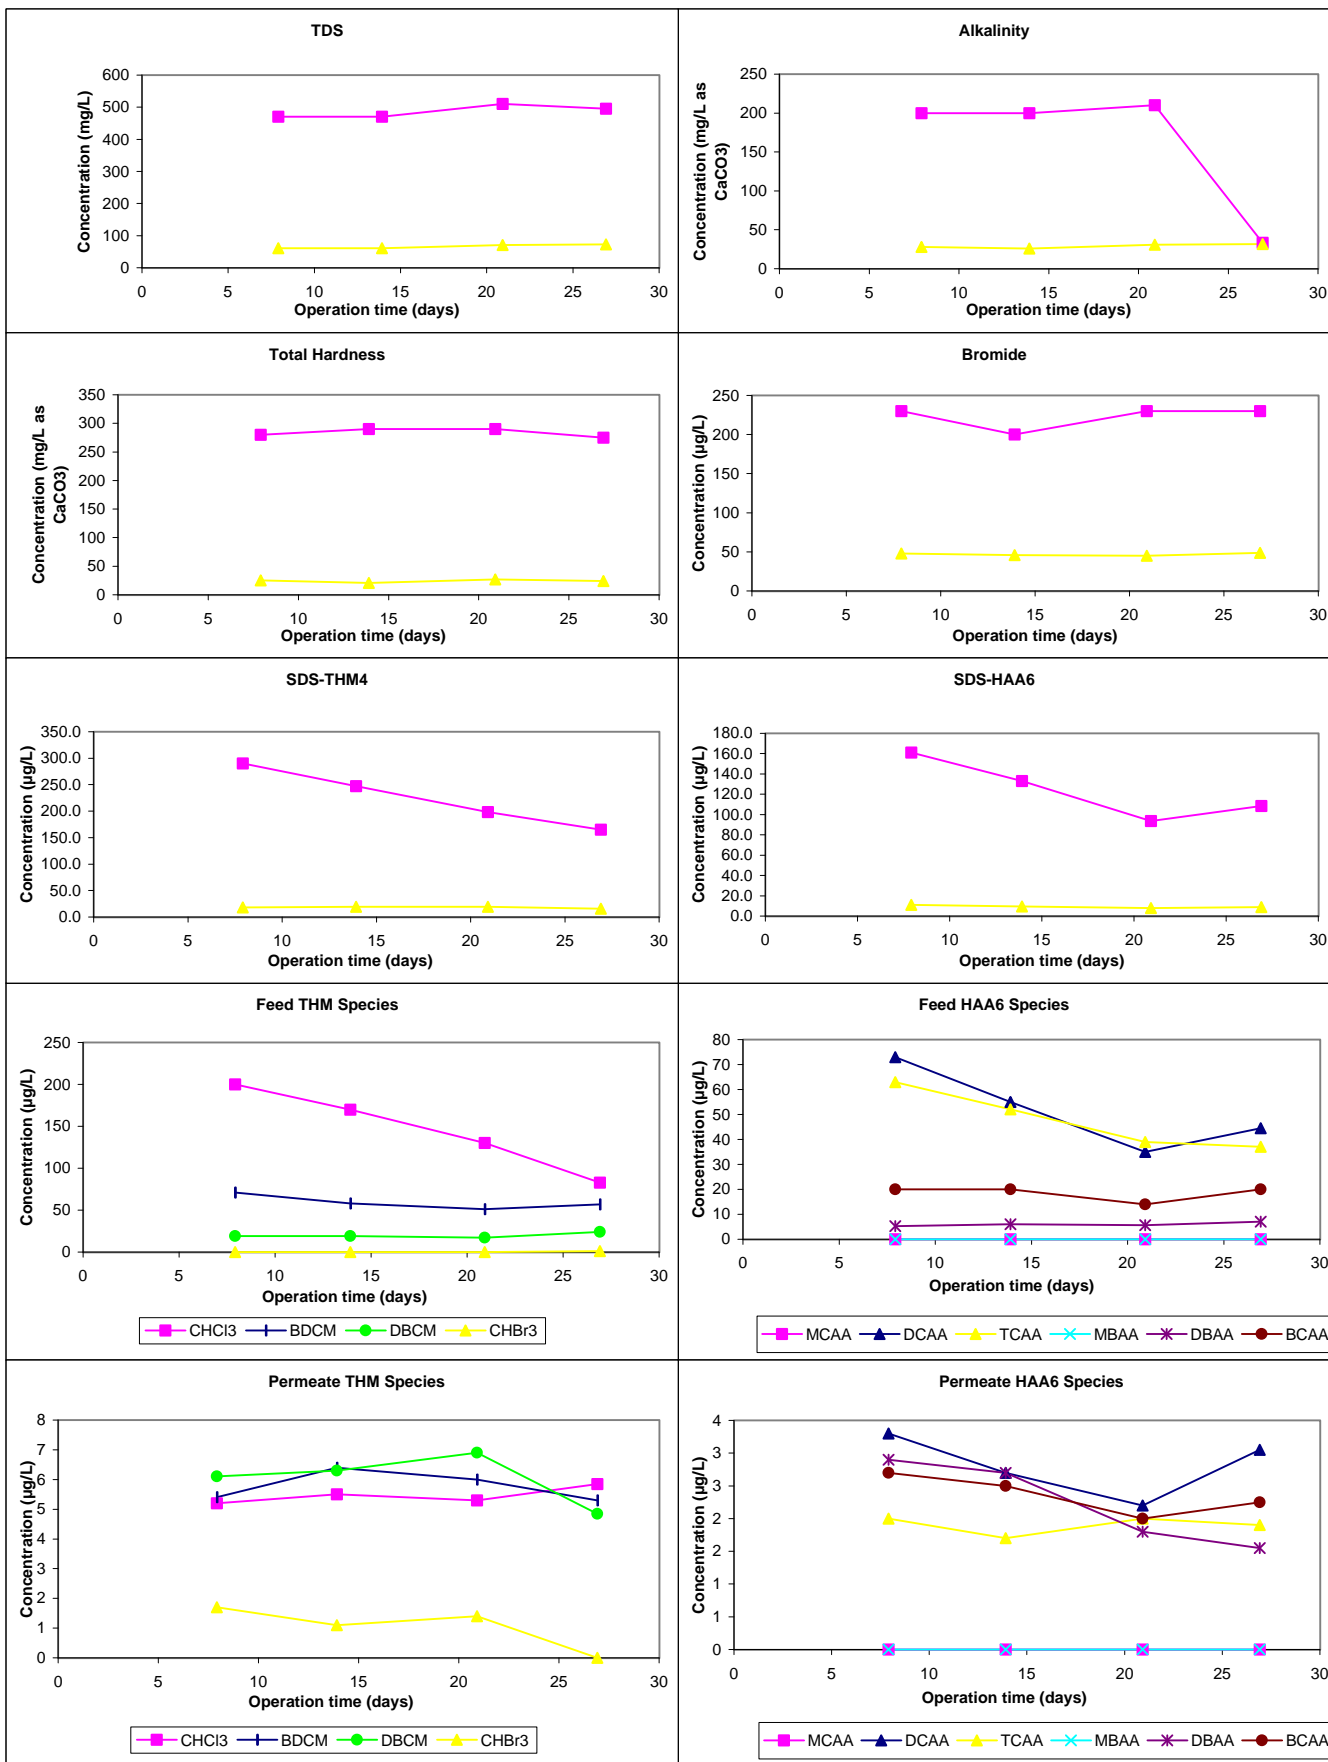 TDS
Concentration (mg/L)
600
500
400
300
200
100
0
0 5 10 15 20 25 30
Operation time (days)
Alkalinity
Concentration (mg/L as
CaCO3)
250
200
150
100
50
0
0 5 10 15 20 25 30
Operation time (days)
Total Hardness
Concentration (mg/L as
CaCO3)
350
300
250
200
150
100
50
0
0 5 10 15 20 25 30
Operation time (days)
Bromide
Concentration (µg/L)
250
200
150
100
50
0
0 5 10 15 20 25 30
Operation time (days)
SDS-THM4
Concentration (µg/L)
350.0
300.0
250.0
200.0
150.0
100.0
50.0
0.0
0 5 10 15 20 25 30
Operation time (days)
SDS-HAA6
Concentration (µg/L)
180.0
160.0
140.0
120.0
100.0
80.0
60.0
40.0
20.0
0.0
0 5 10 15 20 25 30
Operation time (days)
Feed THM Species
Concentration (µg/L)
250
200
150
100
50
0
0 5 10 15 20 25 30
Operation time (days)
CHCl3 BDCM DBCM CHBr3
Feed HAA6 Species
Concentration (µg/L)
80
70
60
50
40
30
20
10
0
0 5 10 15 20 25 30
Operation time (days)
MCAA DCAA TCAA MBAA DBAA BCAA
Permeate THM Species
Concentration (µg/L)
8
7
6
5
4
3
2
1
0
0 5 10 15 20 25 30
Operation time (days)
CHCl3 BDCM DBCM CHBr3
Permeate HAA6 Species
Concentration (µg/L)
4
3
3
2
2
1
1
0
0 5 10 15 20 25 30
Operation time (days)
MCAA DCAA TCAA MBAA DBAA BCAA